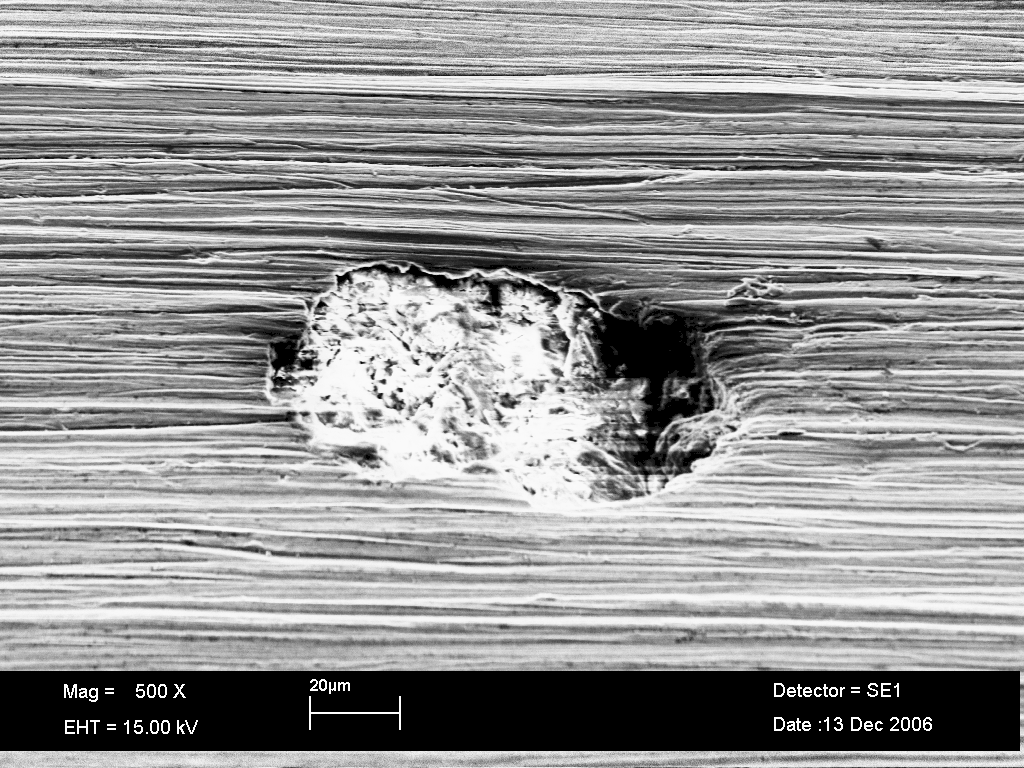 Mag = 500 X
EHT = 15.00 kV
20µm
Detector = SE1
Date :13 Dec 2006